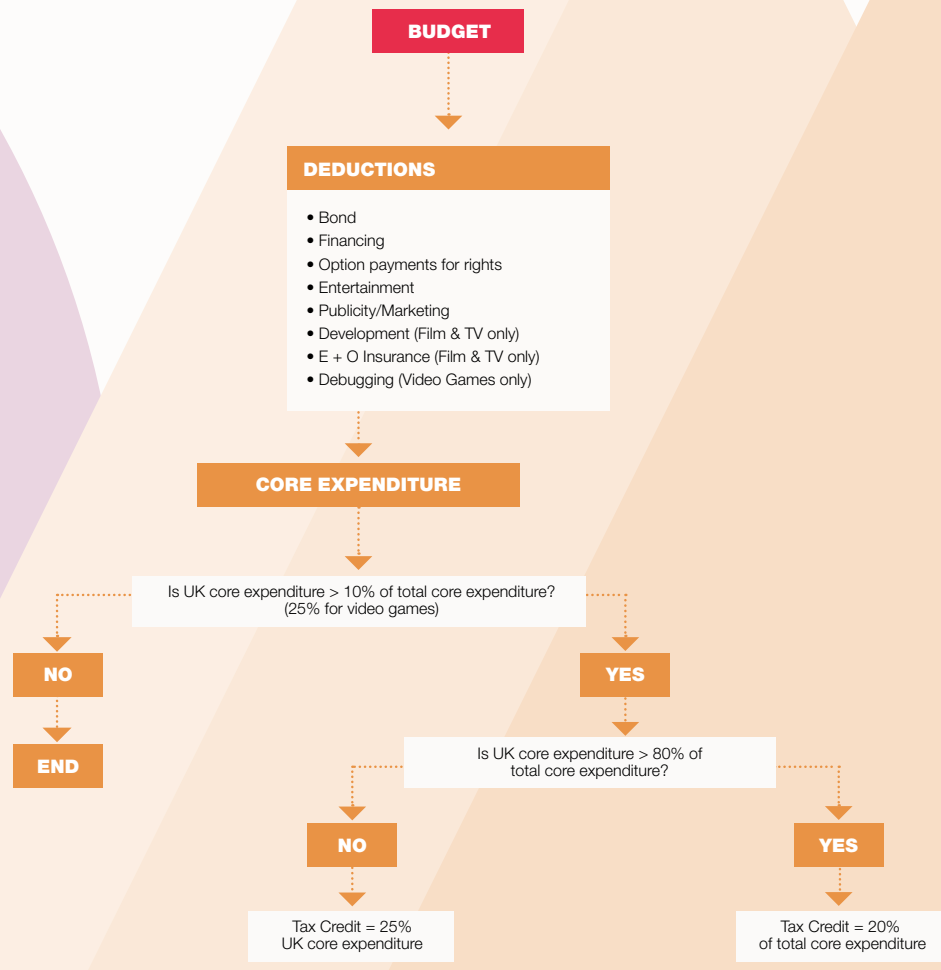 BUDGET
DEDUCTIONS
• Bond
• Financing
• Option payments for rights
• Entertainment
• Publicity/Marketing
• Development (Film & TV only)
• E + O Insurance (Film & TV only)
• Debugging (Video Games only)
CORE EXPENDITURE
Is UK core expenditure > 10% of total core expenditure?
(25% for video games)
NO
YES
END
Is UK core expenditure > 80% of
total core expenditure?
NO
YES
Tax Credit = 25%
UK core expenditure
Tax Credit = 20%
of total core expenditure